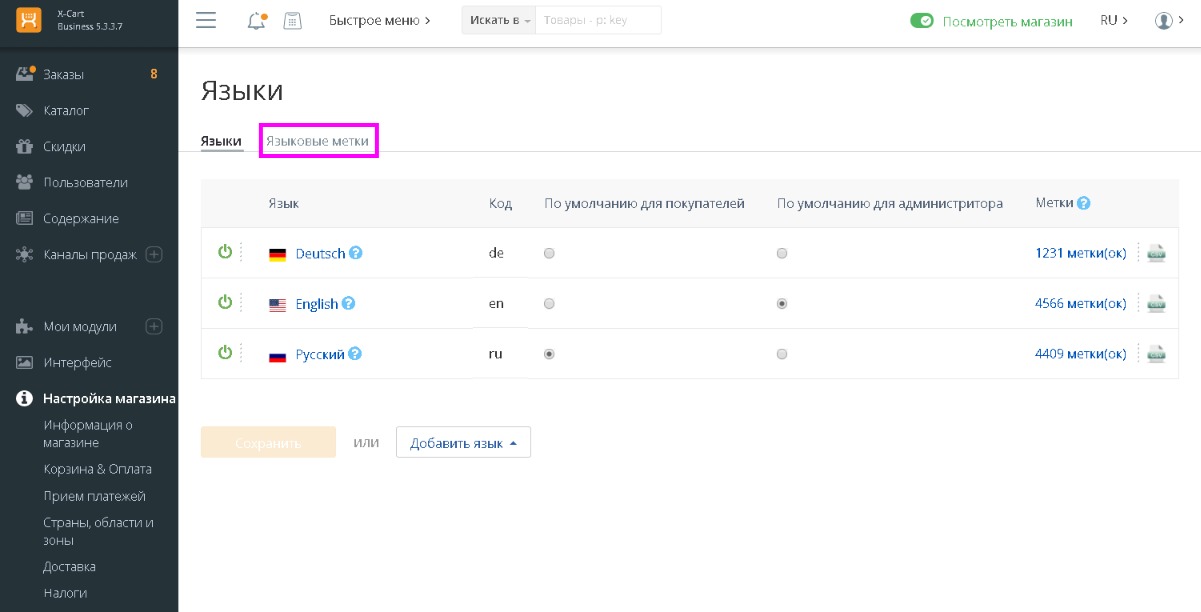 X-Cart
Business 5.3.3.7
Быстрое меню
Искать в
Товары - p: key
Посмотреть магазин
RU
Заказы
8
Каталог
Скидки
Пользователи
Содержание
Каналы продаж
Мои модули
Интерфейс
Настройка магазина
Информация о
магазине
Корзина & Оплата
Прием платежей
Страны, области и
зоны
Доставка
Налоги
Языки
Языки
Языковые метки
Язык
Код
По умолчанию для покупателей
По умолчанию для администритора
Метки ?
Deutsch ?
de
1231 метки(ок)
English ?
en
4566 метки(ок)
Русский ?
ru
4409 метки(ок)
Сохранить
или
Добавить язык